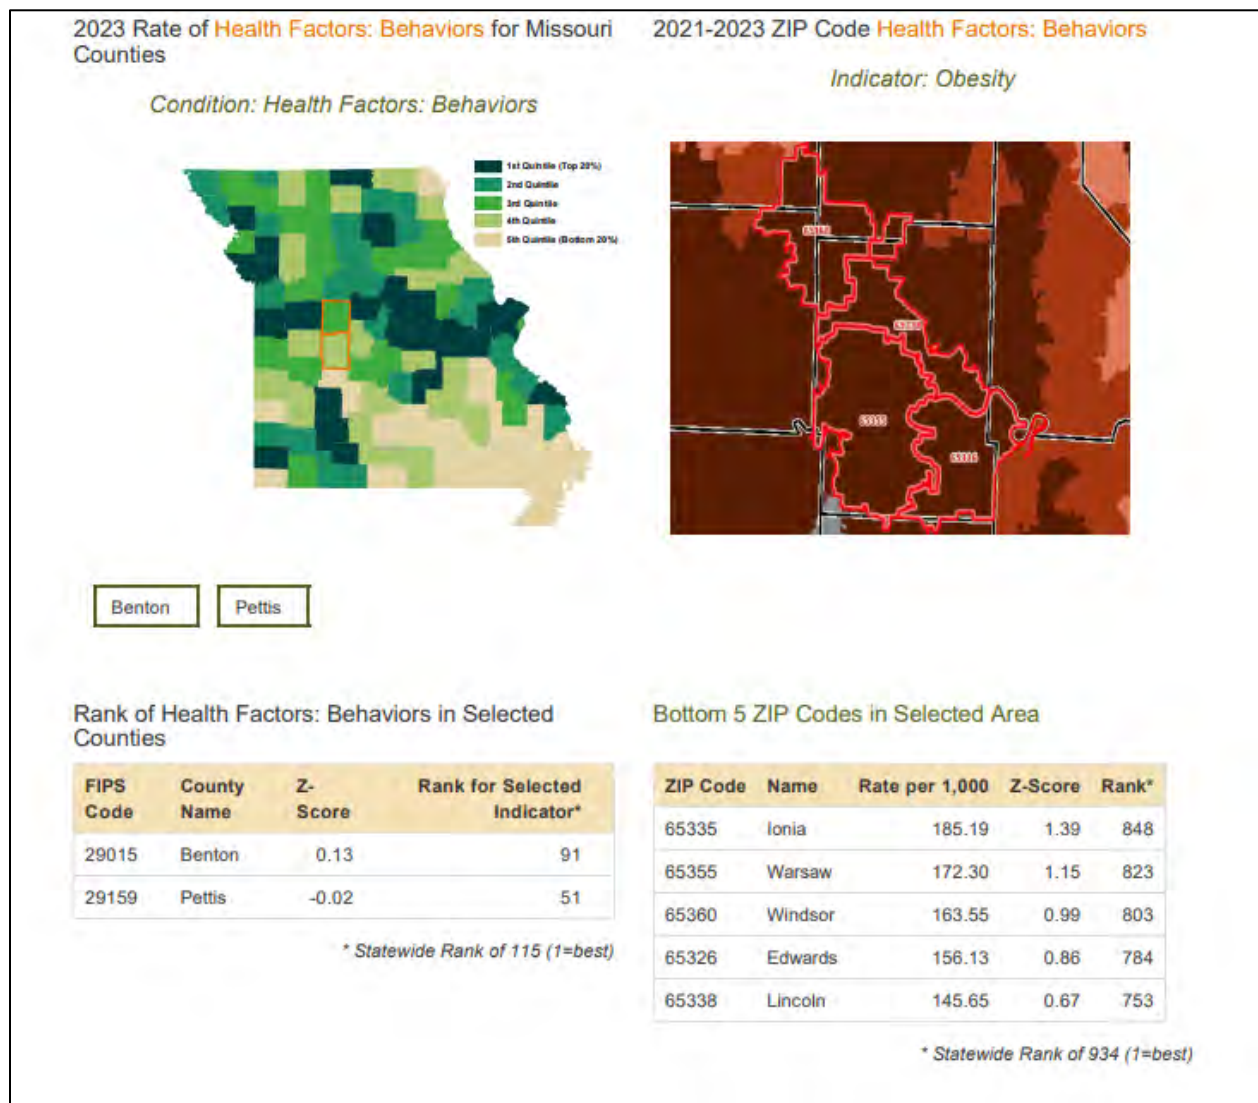 2023 Rate of Health Factors: Behaviors for Missouri
Counties
Condition: Health Factors: Behaviors
1st Quintile (Top 20%)
2nd Quintile
3rd Quintile
4th Quintile
5th Quintile (Bottom 20%)
Benton
Pettis
Rank of Health Factors: Behaviors in Selected
Counties
FIPS Code County Name Z-Score Rank for Selected Indicator*
29015 Benton 0.13 91
29159 Pettis -0.02 51
* Statewide Rank of 115 (1=best)
2021-2023 ZIP Code Health Factors: Behaviors
Indicator: Obesity
65360
65355
65326
Bottom 5 ZIP Codes in Selected Area
ZIP Code Name Rate per 1,000 Z-Score Rank*
65335 Ionia 185.19 1.39 848
65355 Warsaw 172.30 1.15 823
65360 Windsor 163.55 0.99 803
65326 Edwards 156.13 0.86 784
65338 Lincoln 145.65 0.67 753
* Statewide Rank of 934 (1=best)